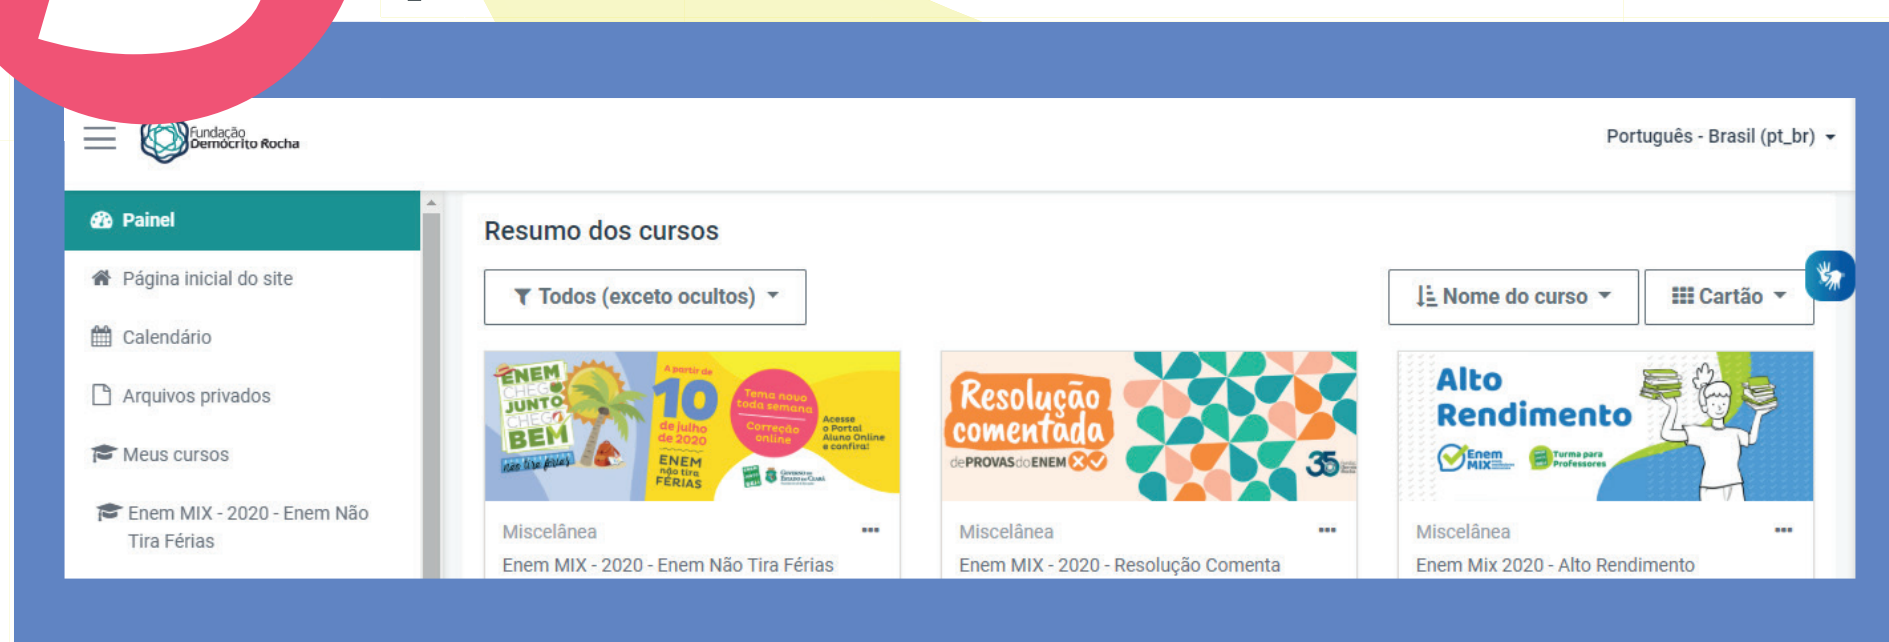 Fundação
Demócrito Rocha
Português - Brasil (pt_br)
Painel
Página inicial do site
Calendário
Arquivos privados
Meus cursos
Enem MIX - 2020 - Enem Não
Tira Férias
Resumo dos cursos
Todos (exceto ocultos)
Nome do curso
Cartão
ENEM
CHEGO
JUNTO
CHEGO
BEM
não tira férias
A partir de
10
de julho
de 2020
ENEM
não tira
FÉRIAS
Tema novo
toda semana
Correção
online
Acesse
o Portal
Aluno Online
e confira!
Miscelânea
Enem MIX - 2020 - Enem Não Tira Férias
Resolução
comentada
dePROVASdoENEM
35
Miscelânea
Enem MIX - 2020 - Resolução Comenta
Alto
Rendimento
Enem
MIX
Turma para
Professores
Miscelânea
Enem Mix 2020 - Alto Rendimento